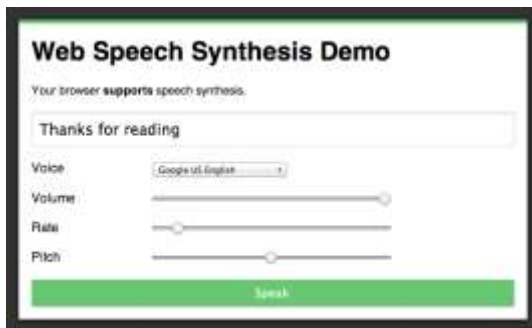 Web Speech Synthesis Demo
Your browser supports speech synthesis.
Thanks for reading
Voice Google US English
Volume
Rate
Pitch
Speak